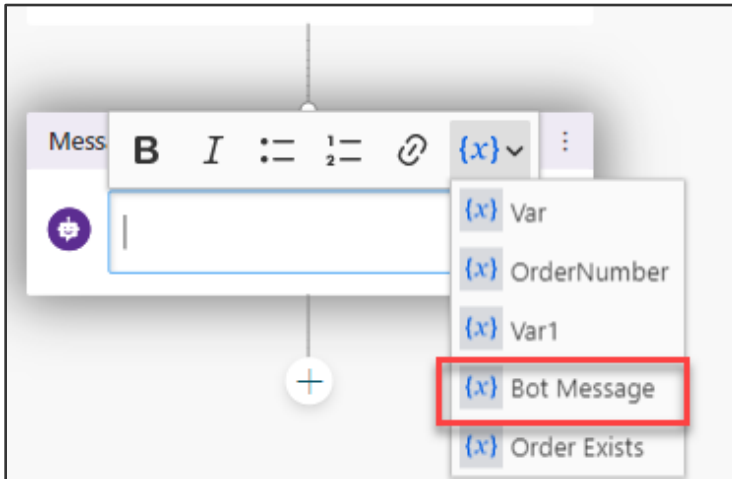 Mess
B I {x}
{x} Var
{x} OrderNumber
{x} Var1
{x} Bot Message
{x} Order Exists